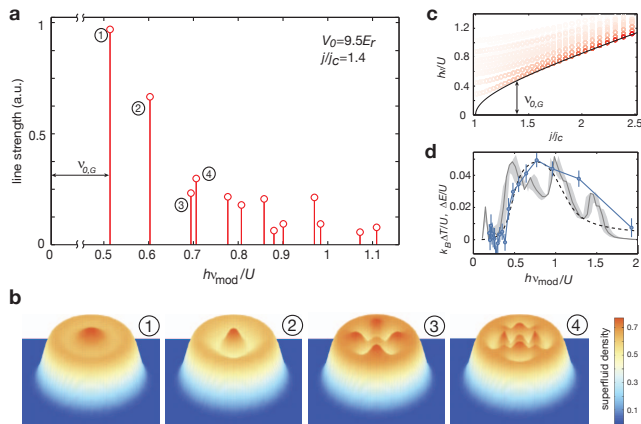 a
line strength (a.u.)
1
0.5
0
V0=9.5Er
j/jc=1.4
1
2
3
4
ν0,G
0 0.5 0.6 0.7 0.8 0.9 1.0 1.1
hνmod/U
c
hν/U
1.2
0.8
0.4
0
ν0,G
1 1.5 2 2.5
j/jc
d
kBΔT/U, ΔE/U
0.04
0.02
0
0 0.5 1.0 1.5 2.0
hνmod/U
b
1
2
3
4
superfluid density
0.7
0.5
0.3
0.1